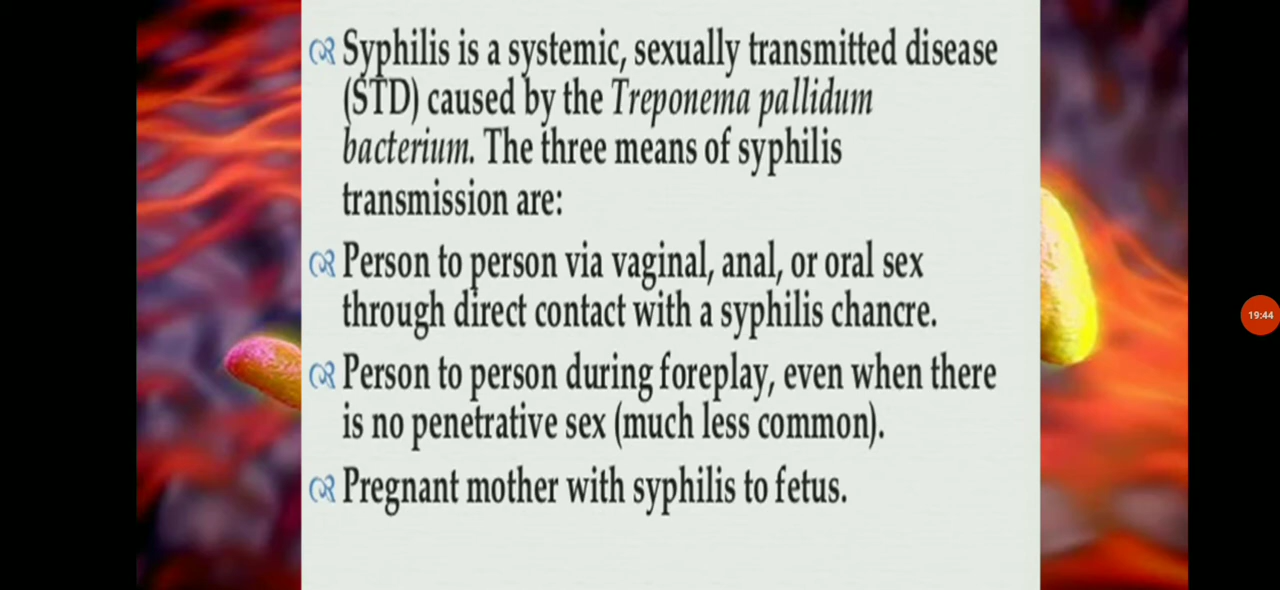 Syphilis is a systemic, sexually transmitted disease
(STD) caused by the Treponema pallidum
bacterium. The three means of syphilis
transmission are:
Person to person via vaginal, anal, or oral sex
through direct contact with a syphilis chancre.
Person to person during foreplay, even when there
is no penetrative sex (much less common).
Pregnant mother with syphilis to fetus.
19:44